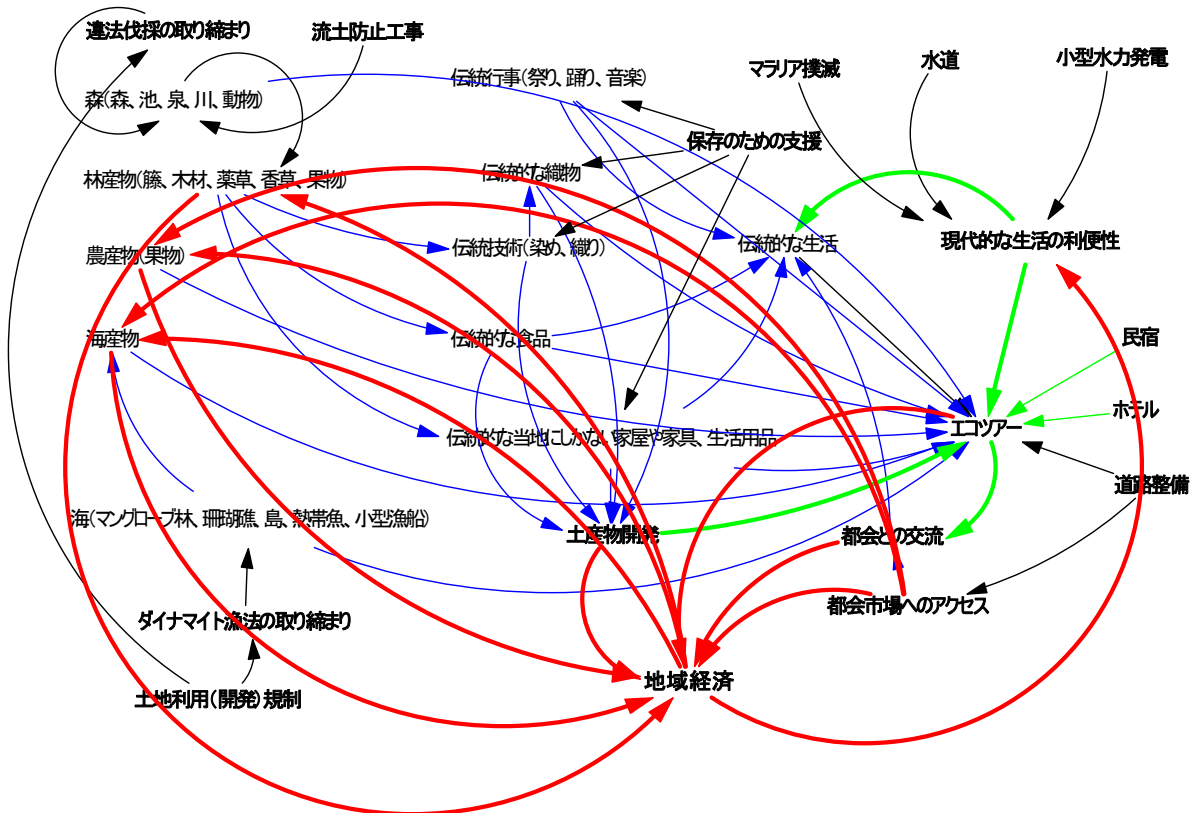 違法伐採の取り締まり
流土防止工事
水道
小型水力発電
マラリア撲滅
伝統行事(祭り、踊り、音楽)
森(森、池、泉、川、動物)
保存のための支援
伝統的な織物
林産物(籐、木材、薬草、香草、果物)
現代的な生活の利便性
伝統的な生活
伝統技術(染め、織り)
農産物(果物)
海産物
伝統的な食品
民宿
ホテル
エコツアー
伝統的な当地にしかない家屋や家具、生活用品
道路整備
海(マングローブ林、珊瑚礁、島、熱帯魚、小型漁船)
土産物開発
都会との交流
都会市場へのアクセス
ダイナマイト漁法の取り締まり
地域経済
土地利用(開発)規制